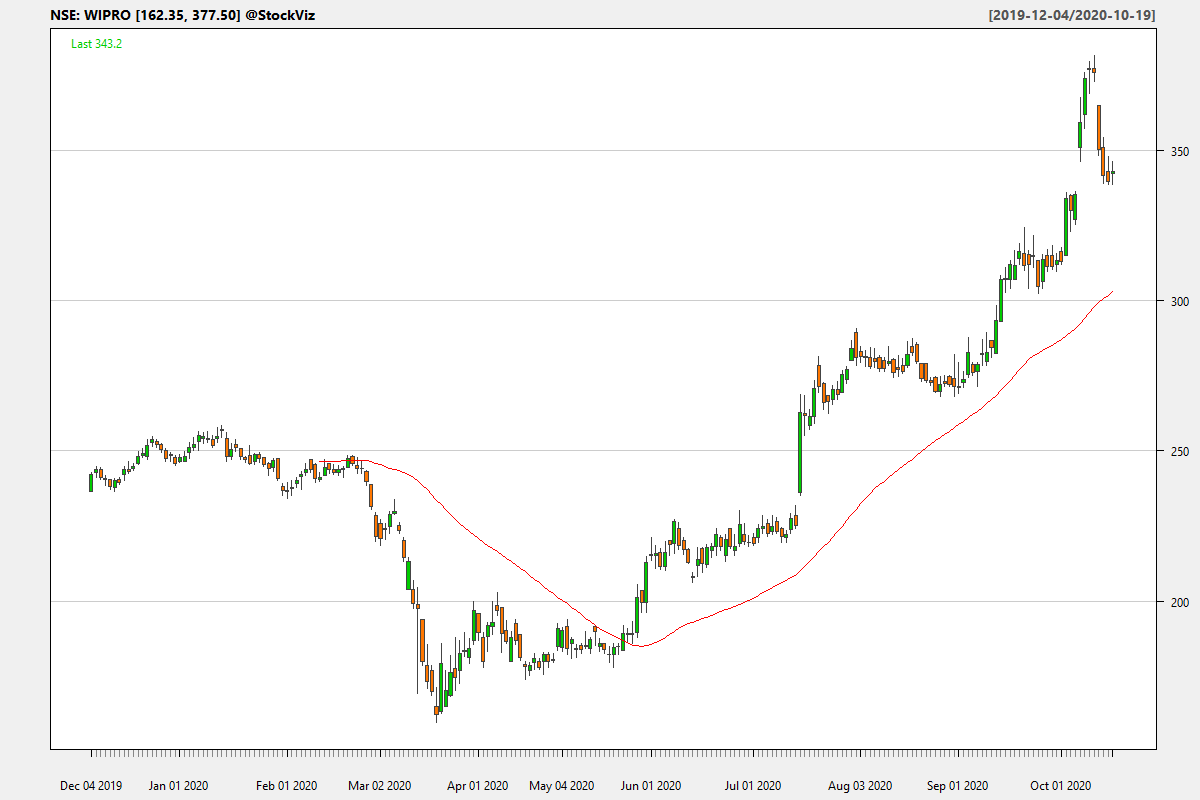 NSE: WIPRO [162.35, 377.50] @StockViz
[2019-12-04/2020-10-19]
Last 343.2
350
300
250
200
Dec 04 2019
Jan 01 2020
Feb 02 2020
Mar 02 2020
Apr 01 2020
May 04 2020
Jun 01 2020
Jul 01 2020
Aug 03 2020
Sep 01 2020
Oct 01 2020